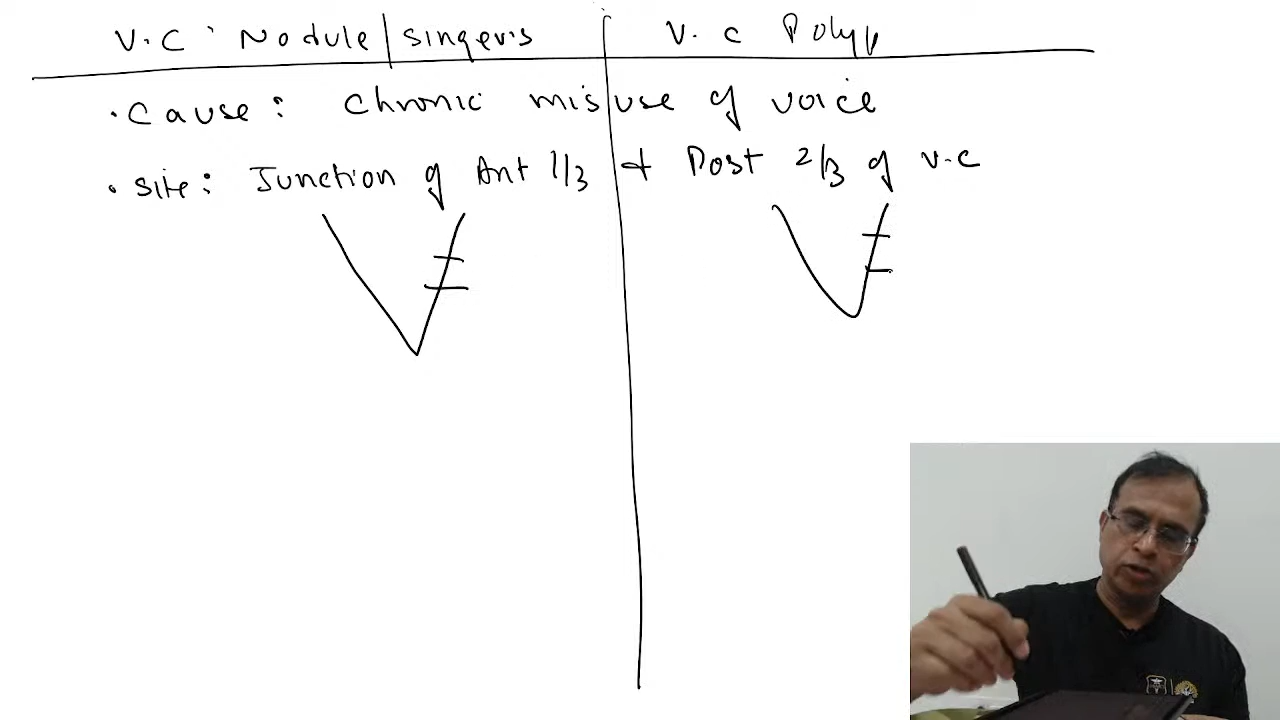 V.C. Nodule | singer's V.C Polyp
• Cause: Chronic misuse of voice
• Site: Junction of Ant 1/3 & Post 2/3 of V.C